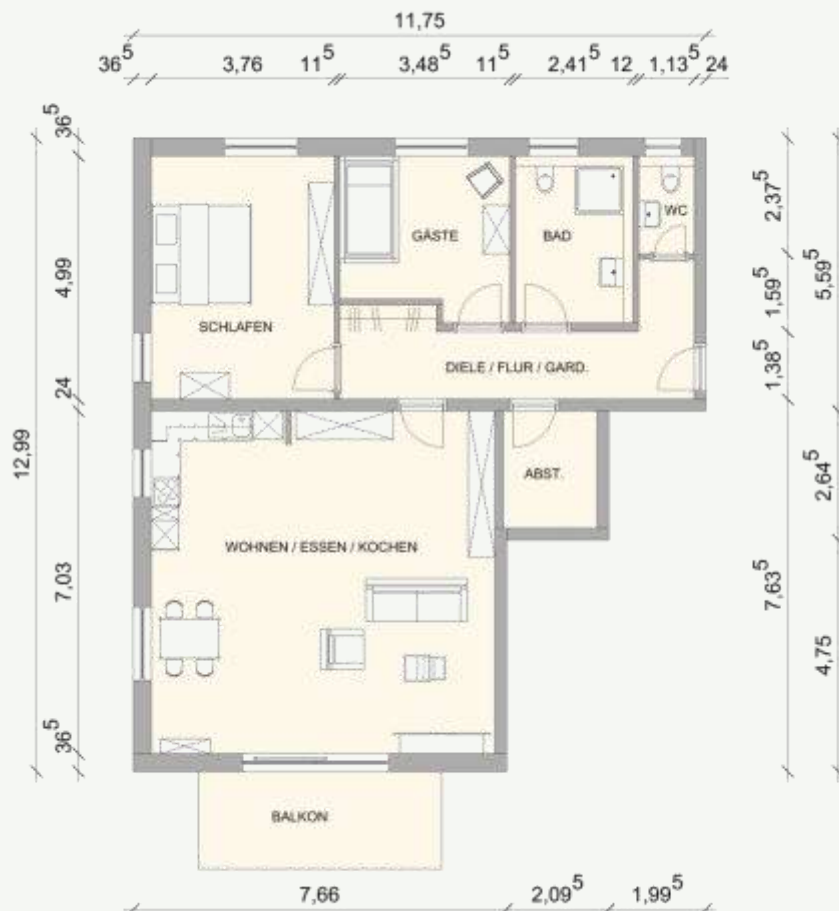 11,75
36⁵ 3,76 11⁵ 3,48⁵ 11⁵ 2,41⁵ 12 1,13⁵ 24
36⁵
4,99
24
12,99
7,03
36⁵
2,37⁵
1,59⁵
5,59⁵
1,38⁵
2,64⁵
7,63⁵
4,75
WC
GÄSTE
BAD
SCHLAFEN
DIELE / FLUR / GARD.
ABST.
WOHNEN / ESSEN / KOCHEN
BALKON
7,66 2,09⁵ 1,99⁵